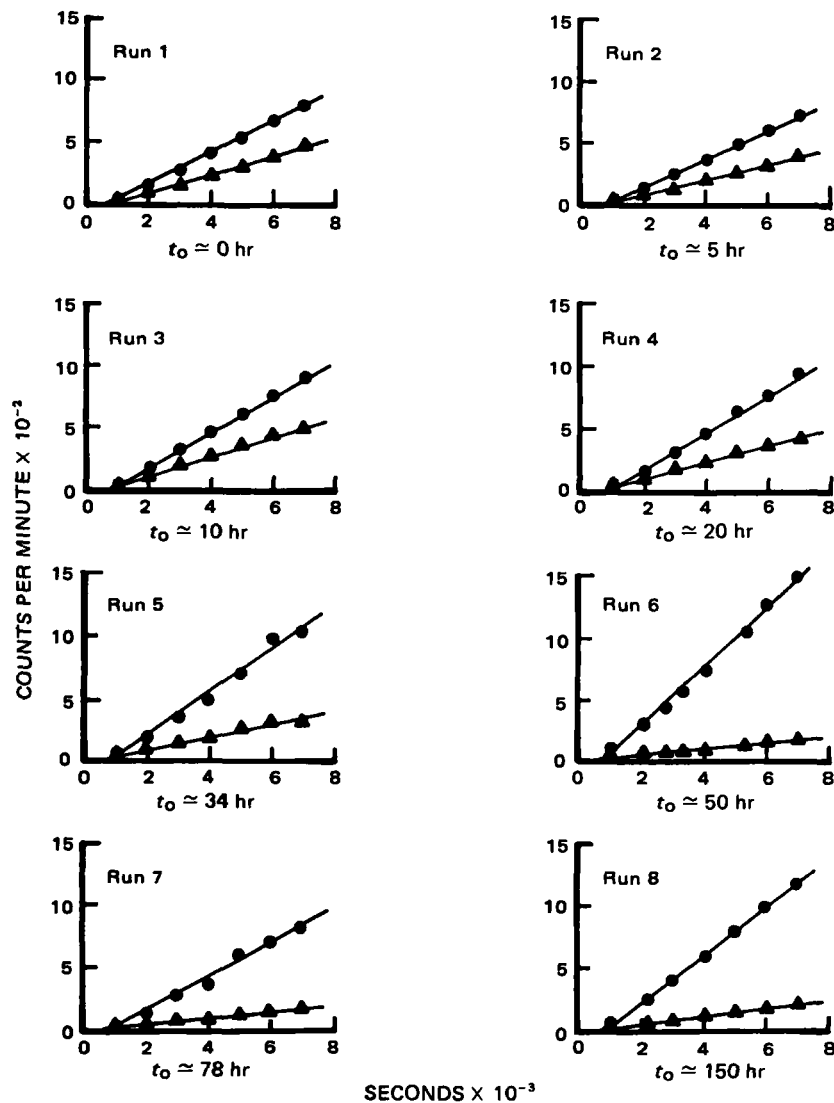 Run 1
15
10
5
0
0 2 4 6 8
t₀ ≃ 0 hr
Run 2
15
10
5
0
0 2 4 6 8
t₀ ≃ 5 hr
Run 3
15
10
5
0
0 2 4 6 8
t₀ ≃ 10 hr
Run 4
15
10
5
0
0 2 4 6 8
t₀ ≃ 20 hr
COUNTS PER MINUTE X 10⁻³
Run 5
15
10
5
0
0 2 4 6 8
t₀ ≃ 34 hr
Run 6
15
10
5
0
0 2 4 6 8
t₀ ≃ 50 hr
Run 7
15
10
5
0
0 2 4 6 8
t₀ ≃ 78 hr
Run 8
15
10
5
0
0 2 4 6 8
t₀ ≃ 150 hr
SECONDS X 10⁻³